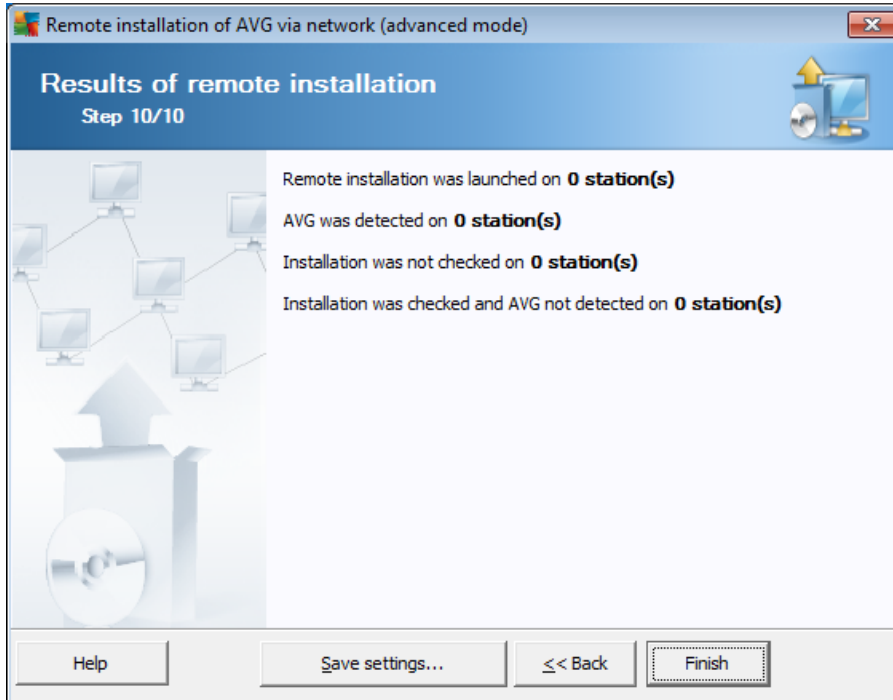 Remote installation of AVG via network (advanced mode)
Results of remote installation
Step 10/10
Remote installation was launched on 0 station(s)
AVG was detected on 0 station(s)
Installation was not checked on 0 station(s)
Installation was checked and AVG not detected on 0 station(s)
Help
Save settings...
<< Back
Finish